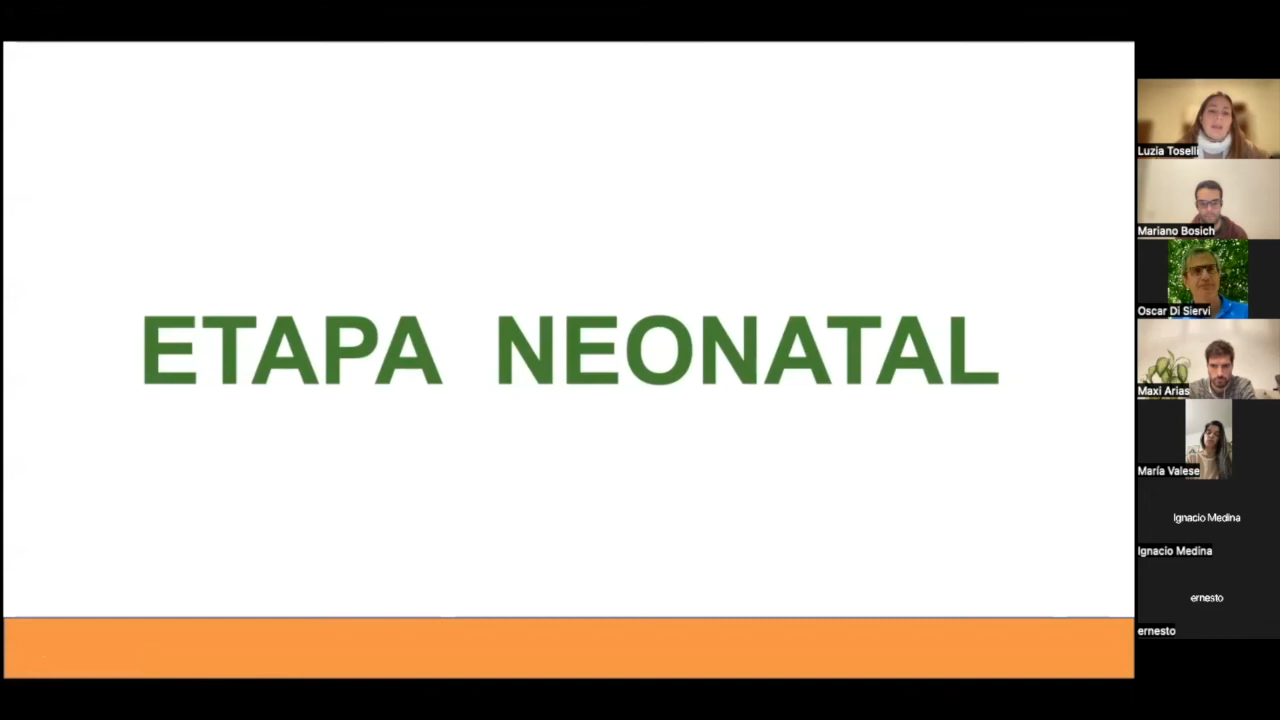 ETAPA NEONATAL
Luzia Toselli
Mariano Bosich
Oscar Di Siervi
Maxi Arias
María Valese
Ignacio Medina
Ignacio Medina
ernesto
ernesto